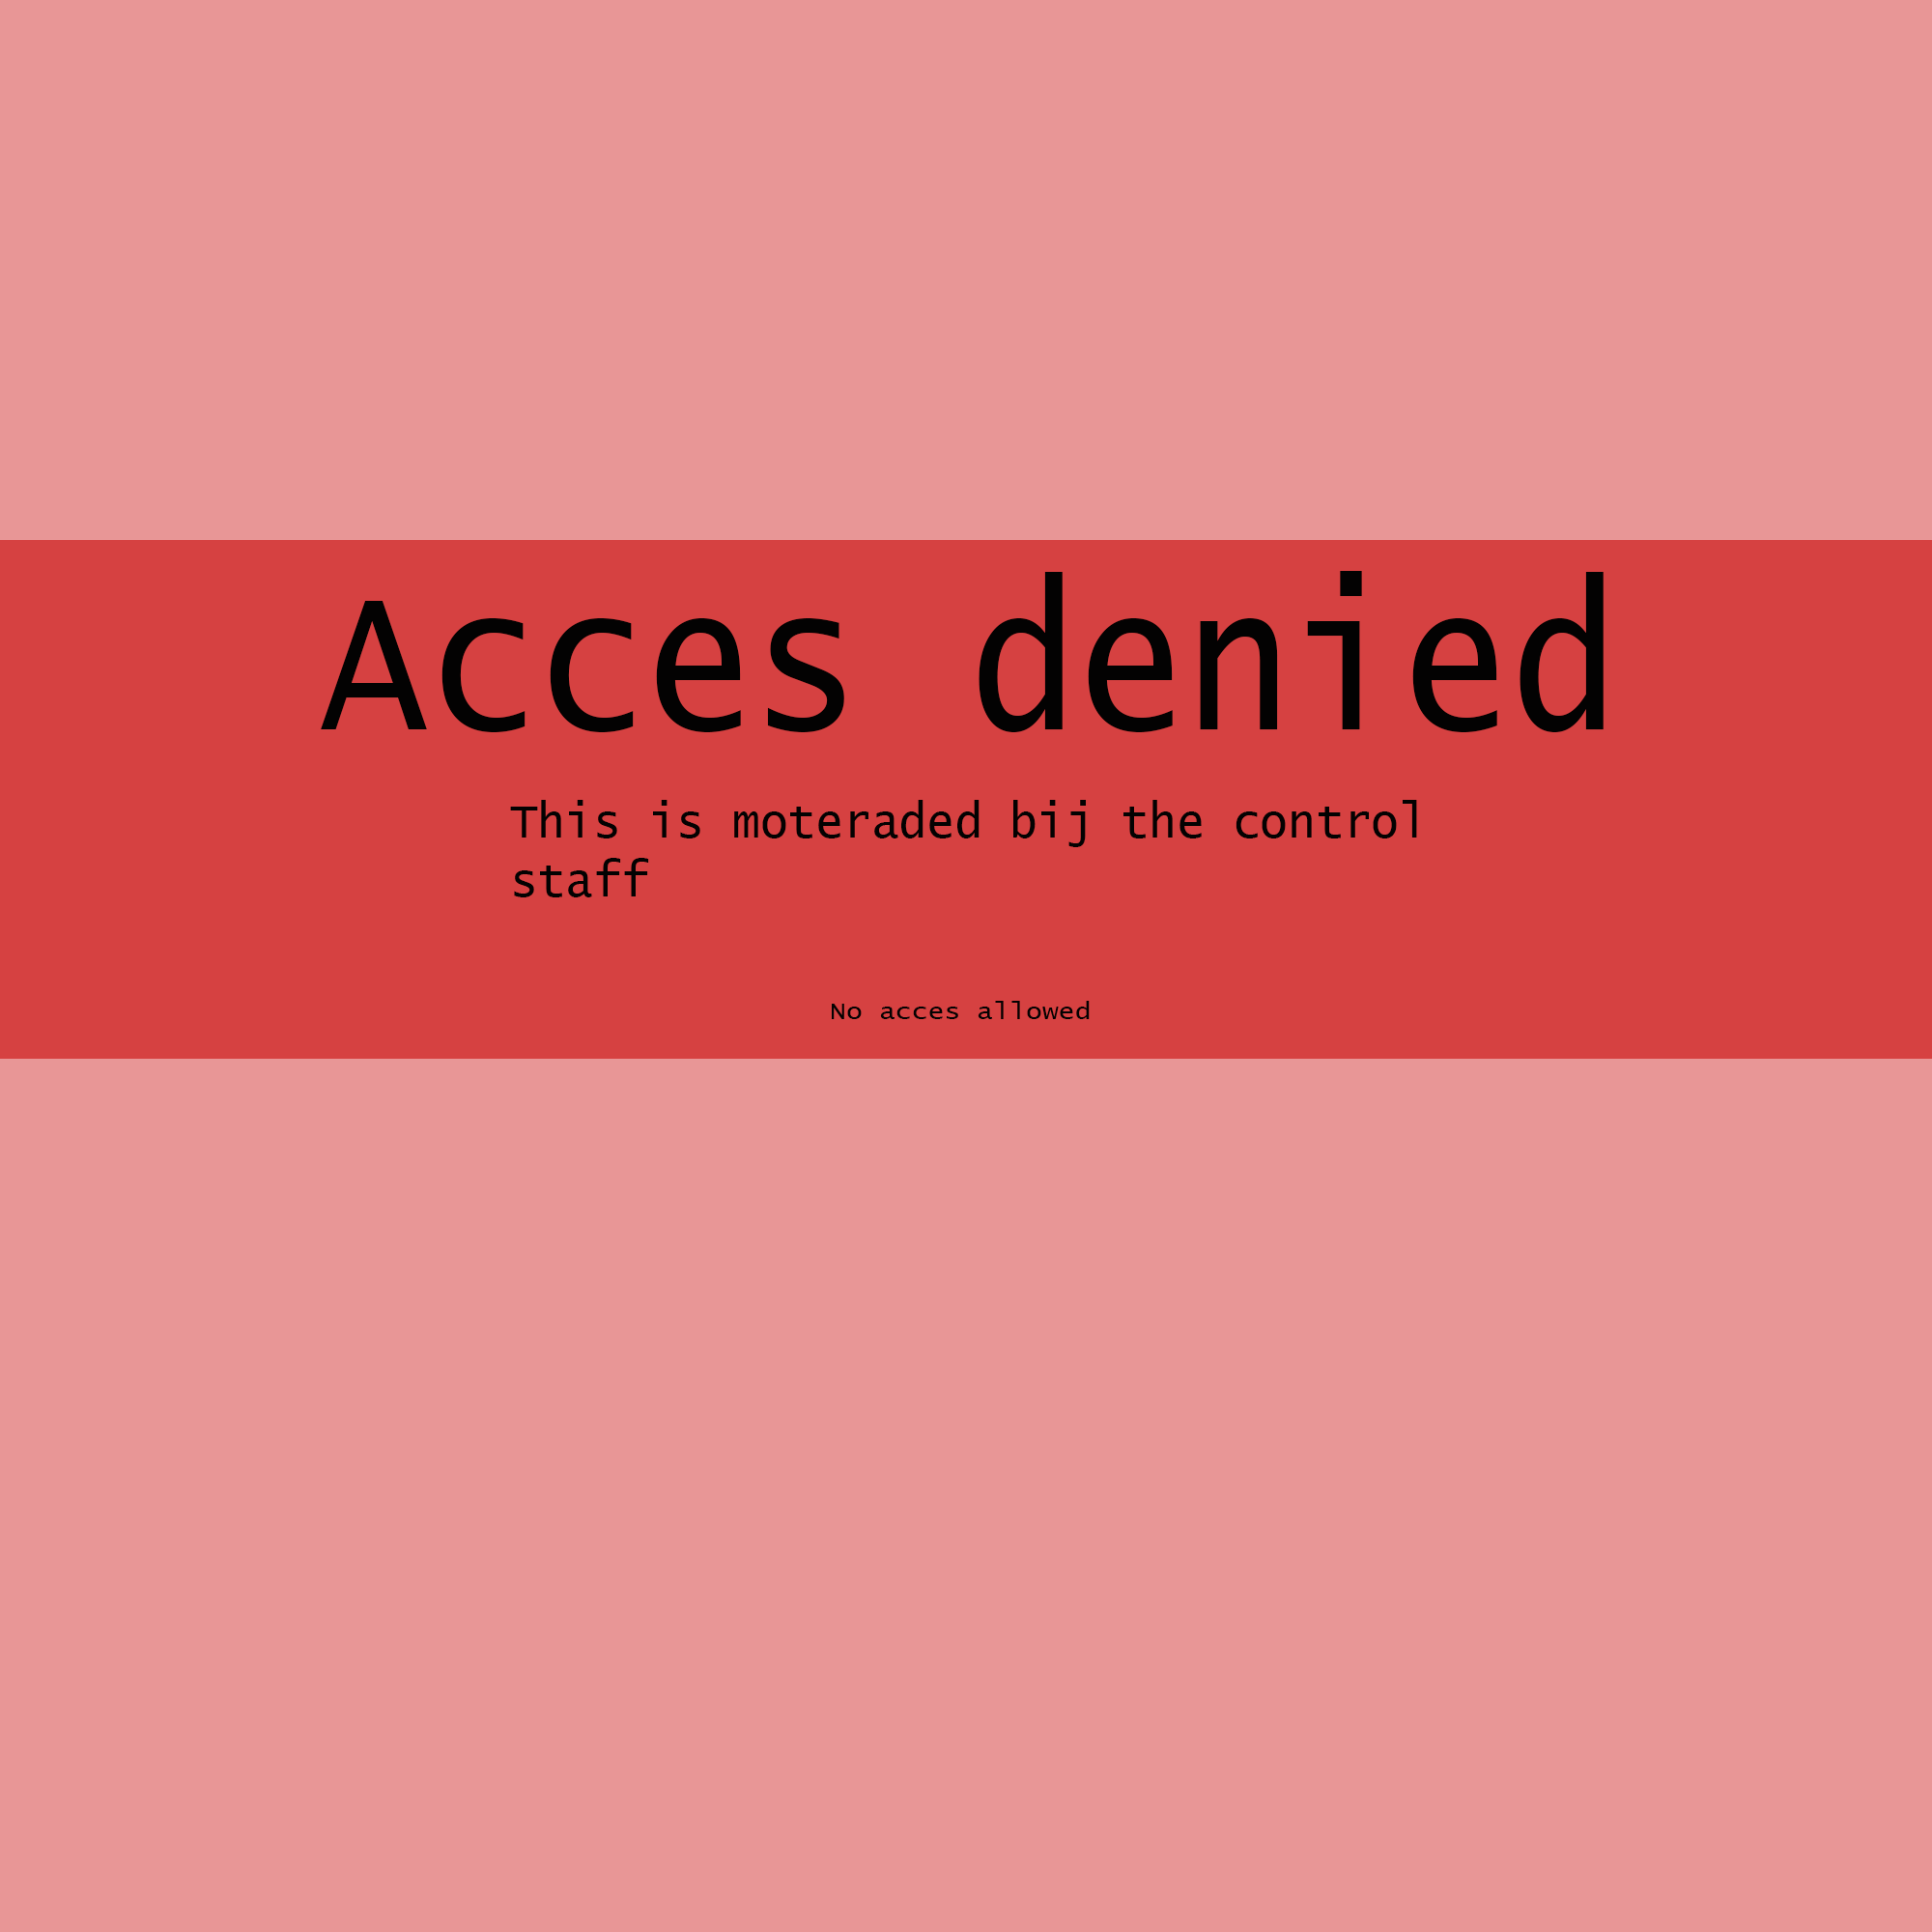 Acces denied
This is moteraded bij the control
staff
No acces allowed